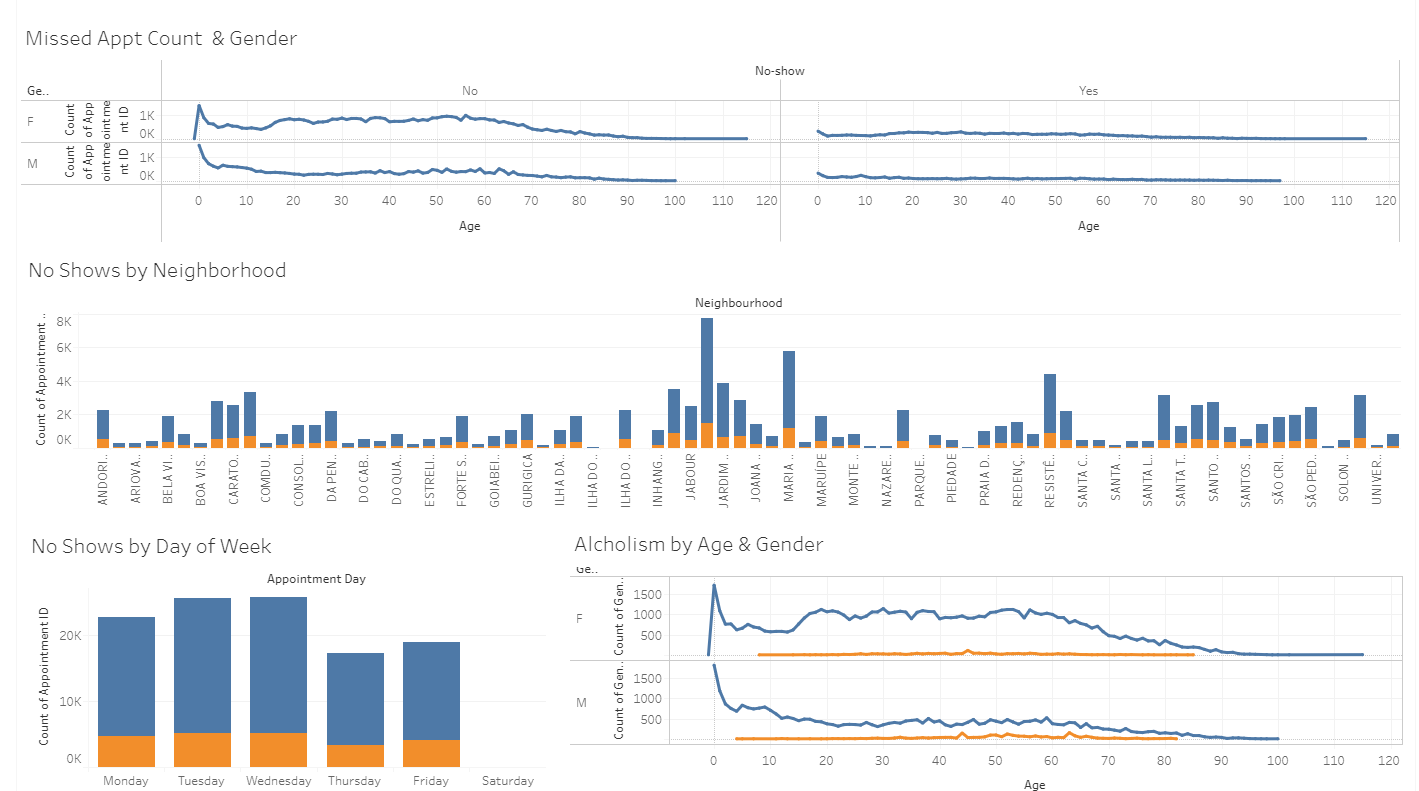 Missed Appt Count & Gender
No-show
Ge..
No
Yes
F
Count
of App
ointme
nt ID
1K
0K
M
Count
of App
ointme
nt ID
1K
0K
0 10 20 30 40 50 60 70 80 90 100 110 120
0 10 20 30 40 50 60 70 80 90 100 110 120
Age
Age
No Shows by Neighborhood
Neighbourhood
Count of Appointment ..
8K
6K
4K
2K
0K
ANDORI..
ARIOVA..
BELA VI..
BOA VIS..
CARATO..
COMDU..
CONSOL..
DA PEN..
DO CAB..
DO QUA..
ESTRELI..
FORTE S..
GOIABEI..
GURIGICA
ILHA DA..
ILHA DO ..
ILHA DO ..
INHANG..
JABOUR
JARDIM ..
JOANA ..
MARIA ..
MARUÍPE
MONTE ..
NAZARE..
PARQUE..
PIEDADE
PRAIA D..
REDENÇ..
RESISTÊ..
SANTA C..
SANTA ..
SANTA L..
SANTA T..
SANTO ..
SANTOS ..
SÃO CRI..
SÃO PED..
SOLON ..
UNIVER..
No Shows by Day of Week
Appointment Day
Count of Appointment ID
20K
10K
0K
Monday Tuesday Wednesday Thursday Friday Saturday
Alcholism by Age & Gender
Ge..
F
Count of Gen..
1500
1000
500
M
Count of Gen..
1500
1000
500
0 10 20 30 40 50 60 70 80 90 100 110 120
Age